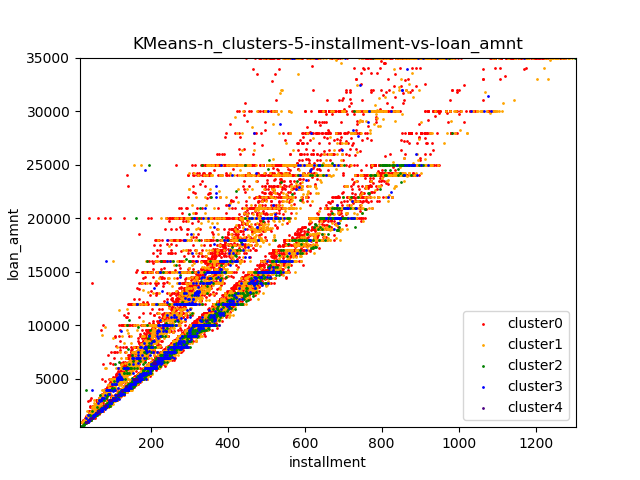 KMeans-n_clusters-5-installment-vs-loan_amnt
35000
30000
25000
20000
15000
10000
5000
loan_amnt
200 400 600 800 1000 1200
installment
cluster0
cluster1
cluster2
cluster3
cluster4